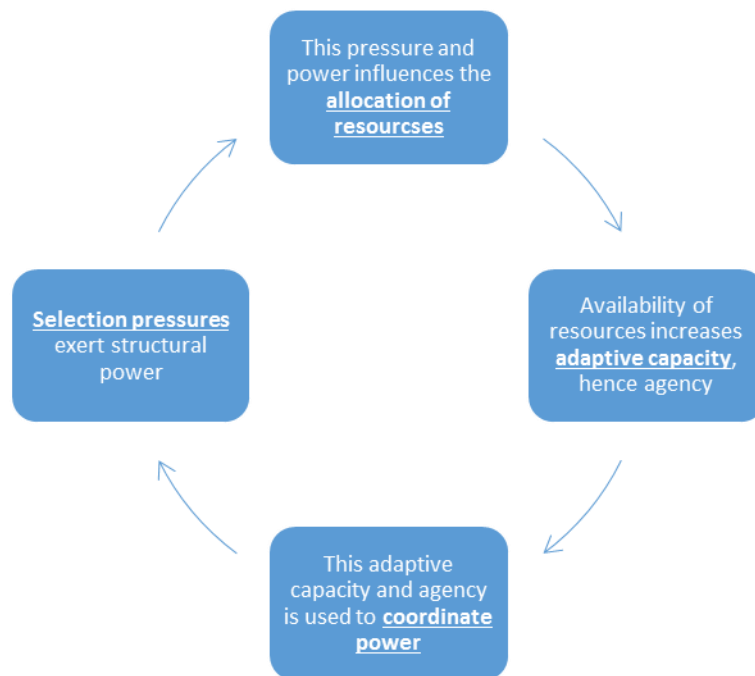 This pressure and
power influences the
allocation of
resourcses
Availability of
resources increases
adaptive capacity,
hence agency
This adaptive
capacity and agency
is used to coordinate
power
Selection pressures
exert structural
power